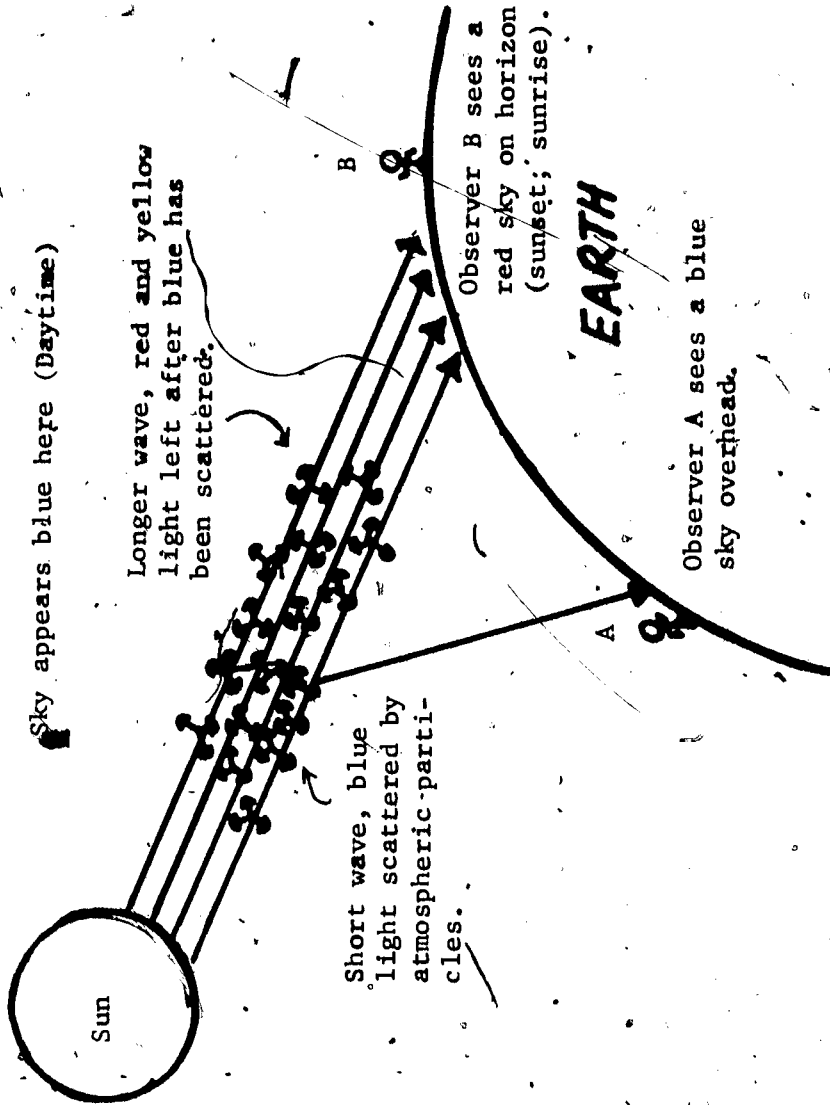 Sky appears blue here (Daytime)
Longer wave, red and yellow
light left after blue has
been scattered.
B
Observer B sees a
red sky on horizon
(sunset; sunrise).
EARTH
Sun
Short wave, blue
light scattered by
atmospheric parti-
cles.
A
Observer A sees a blue
sky overhead.